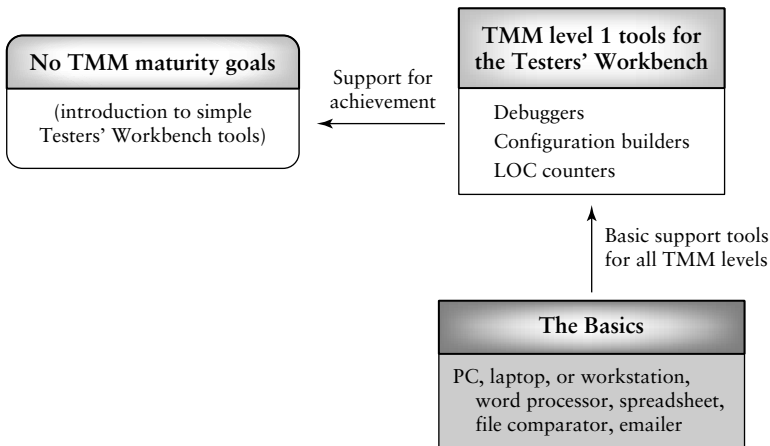 No TMM maturity goals
(introduction to simple
Testers' Workbench tools)
Support for
achievement
TMM level 1 tools for
the Testers' Workbench
Debuggers
Configuration builders
LOC counters
Basic support tools
for all TMM levels
The Basics
PC, laptop, or workstation,
word processor, spreadsheet,
file comparator, emailer